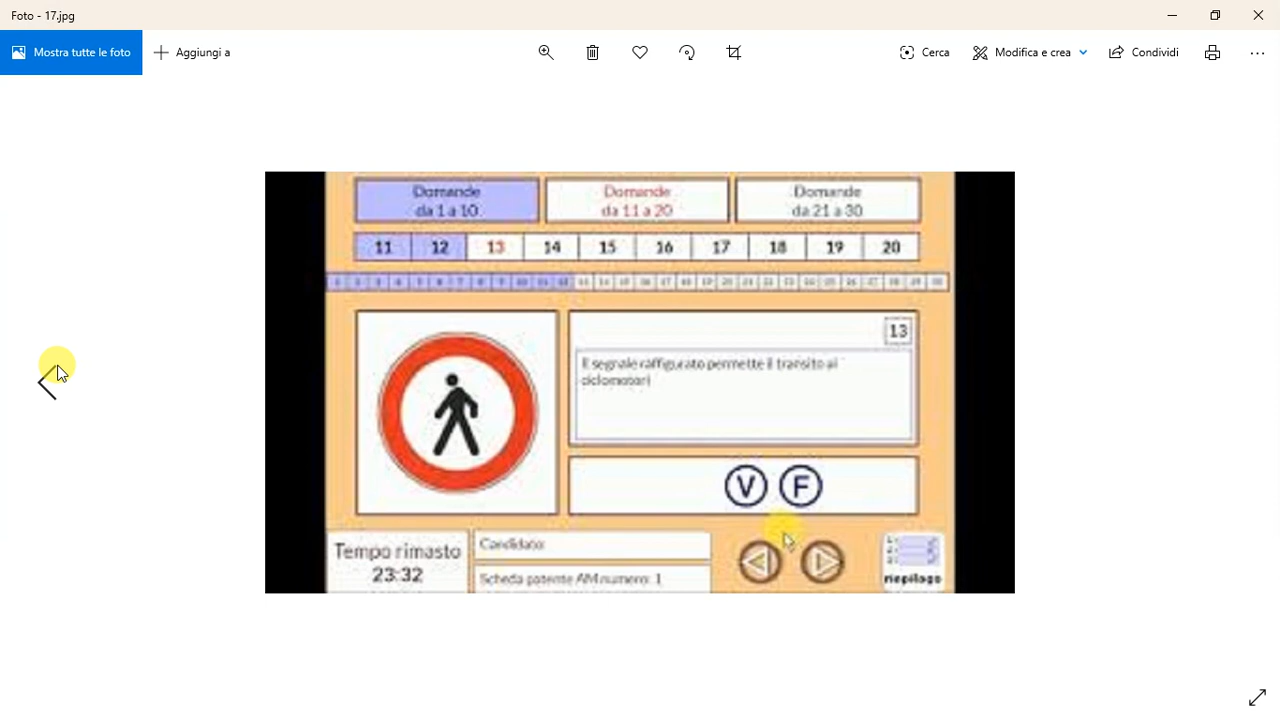 Foto - 17.jpg
Mostra tutte le foto
Aggiungi a
Cerca
Modifica e crea
Condividi
Domande
da 1 a 10
Domande
da 11 a 20
Domande
da 21 a 30
11 12 13 14 15 16 17 18 19 20
13
Il segnale raffigurato permette il transito ai
ciclomotori
V F
Tempo rimasto
23:32
Candidato:
Scheda patente AM numero: 1
riepilogo